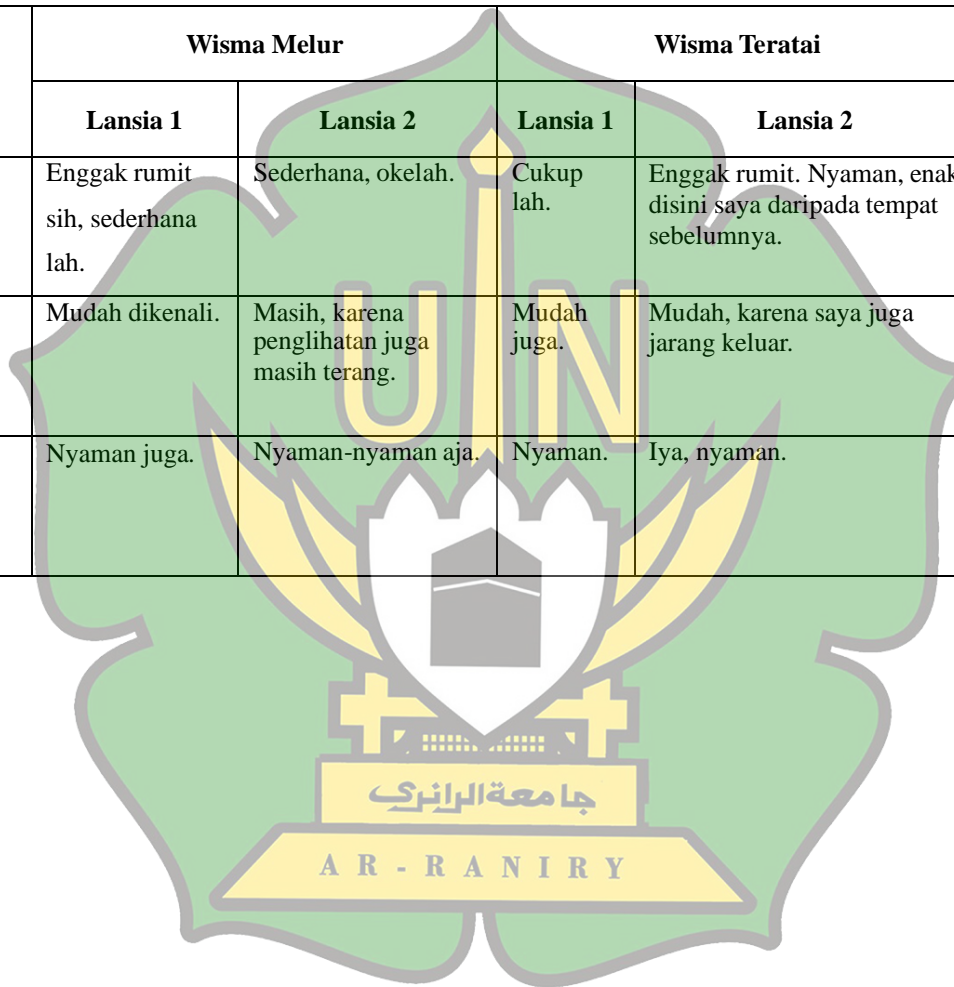 Wisma Melur Wisma Teratai
Lansia 1 Lansia 2 Lansia 1 Lansia 2
Enggak rumit
sih, sederhana
lah.
Sederhana, okelah.
Cukup
lah.
Enggak rumit. Nyaman, enak
disini saya daripada tempat
sebelumnya.
Mudah dikenali.
Masih, karena
penglihatan juga
masih terang.
Mudah
juga.
Mudah, karena saya juga
jarang keluar.
Nyaman juga.
Nyaman-nyaman aja.
Nyaman.
Iya, nyaman.
UIN
جامعة الرانري
AR-RANIRY